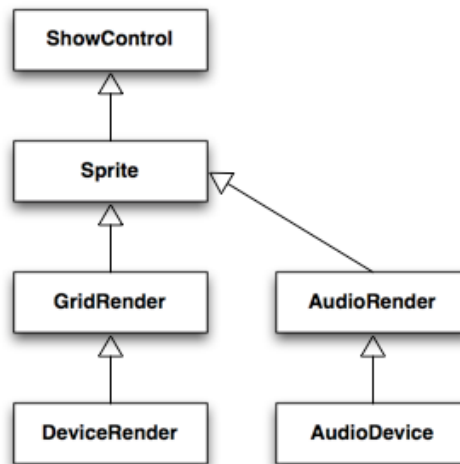 ShowControl
Sprite
GridRender
AudioRender
DeviceRender
AudioDevice